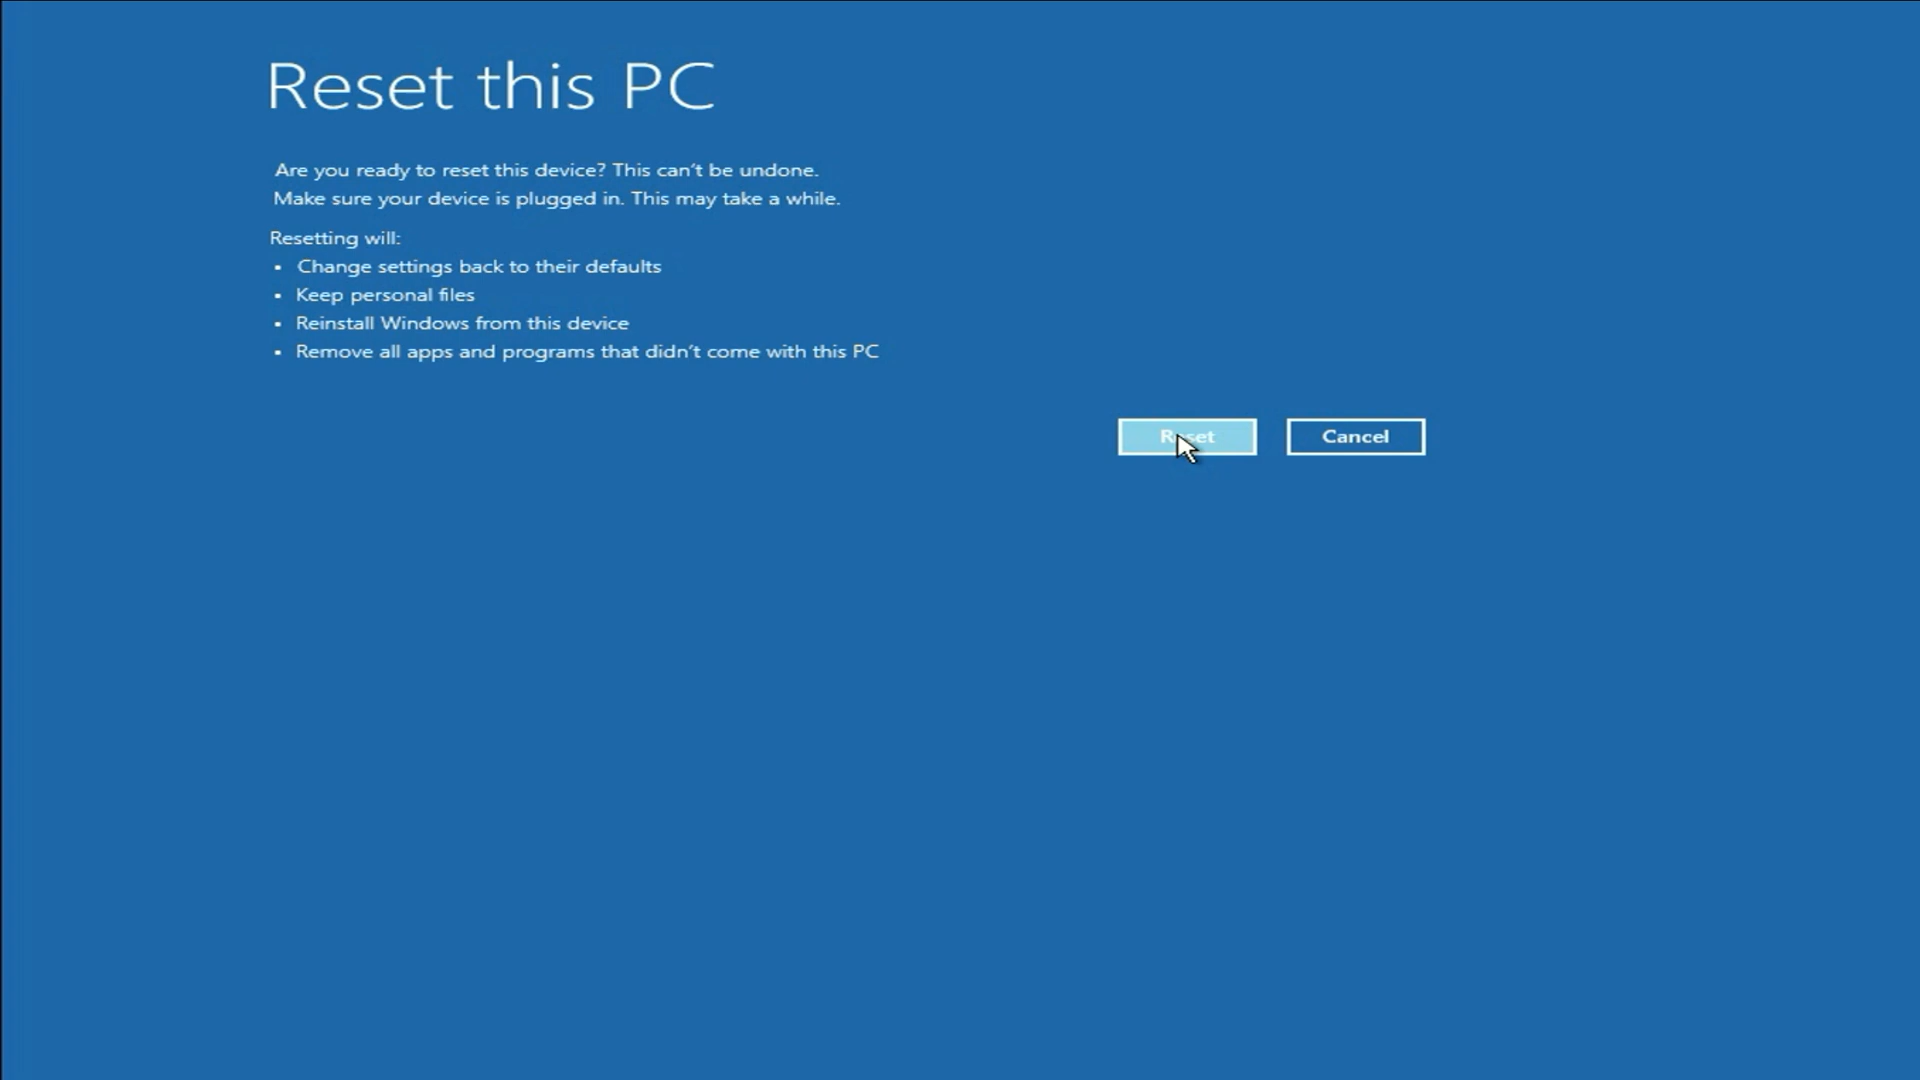 Reset this PC
Are you ready to reset this device? This can't be undone.
Make sure your device is plugged in. This may take a while.
Resetting will:
▪ Change settings back to their defaults
▪ Keep personal files
▪ Reinstall Windows from this device
▪ Remove all apps and programs that didn't come with this PC
Reset Cancel